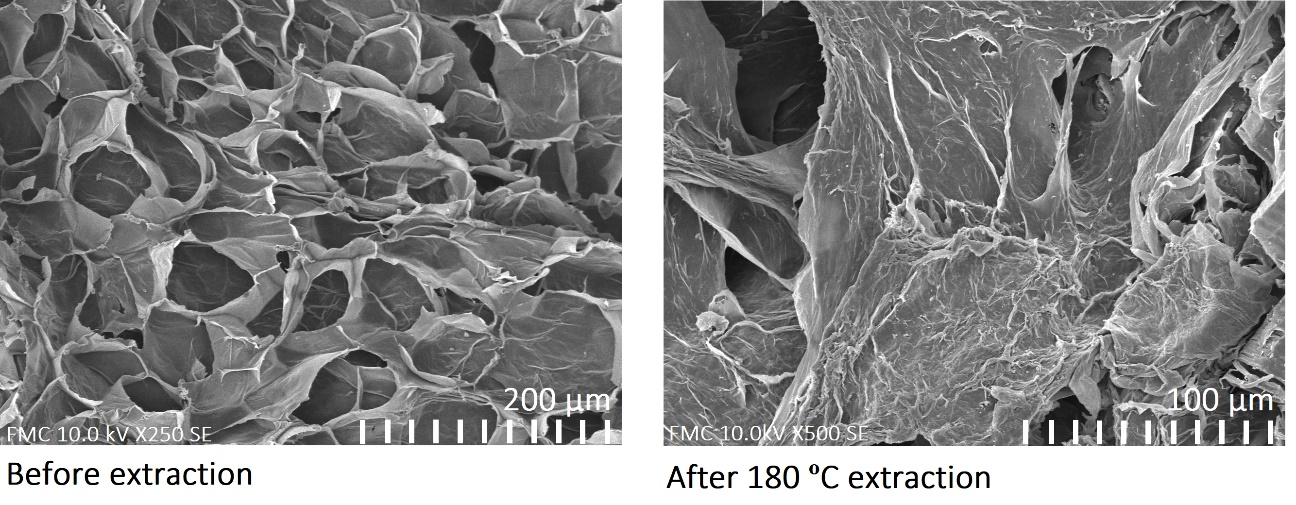 200 µm
FMC 10.0 kV X250 SE
Before extraction
100 µm
FMC 10.0kV X500 SE
After 180 ºC extraction